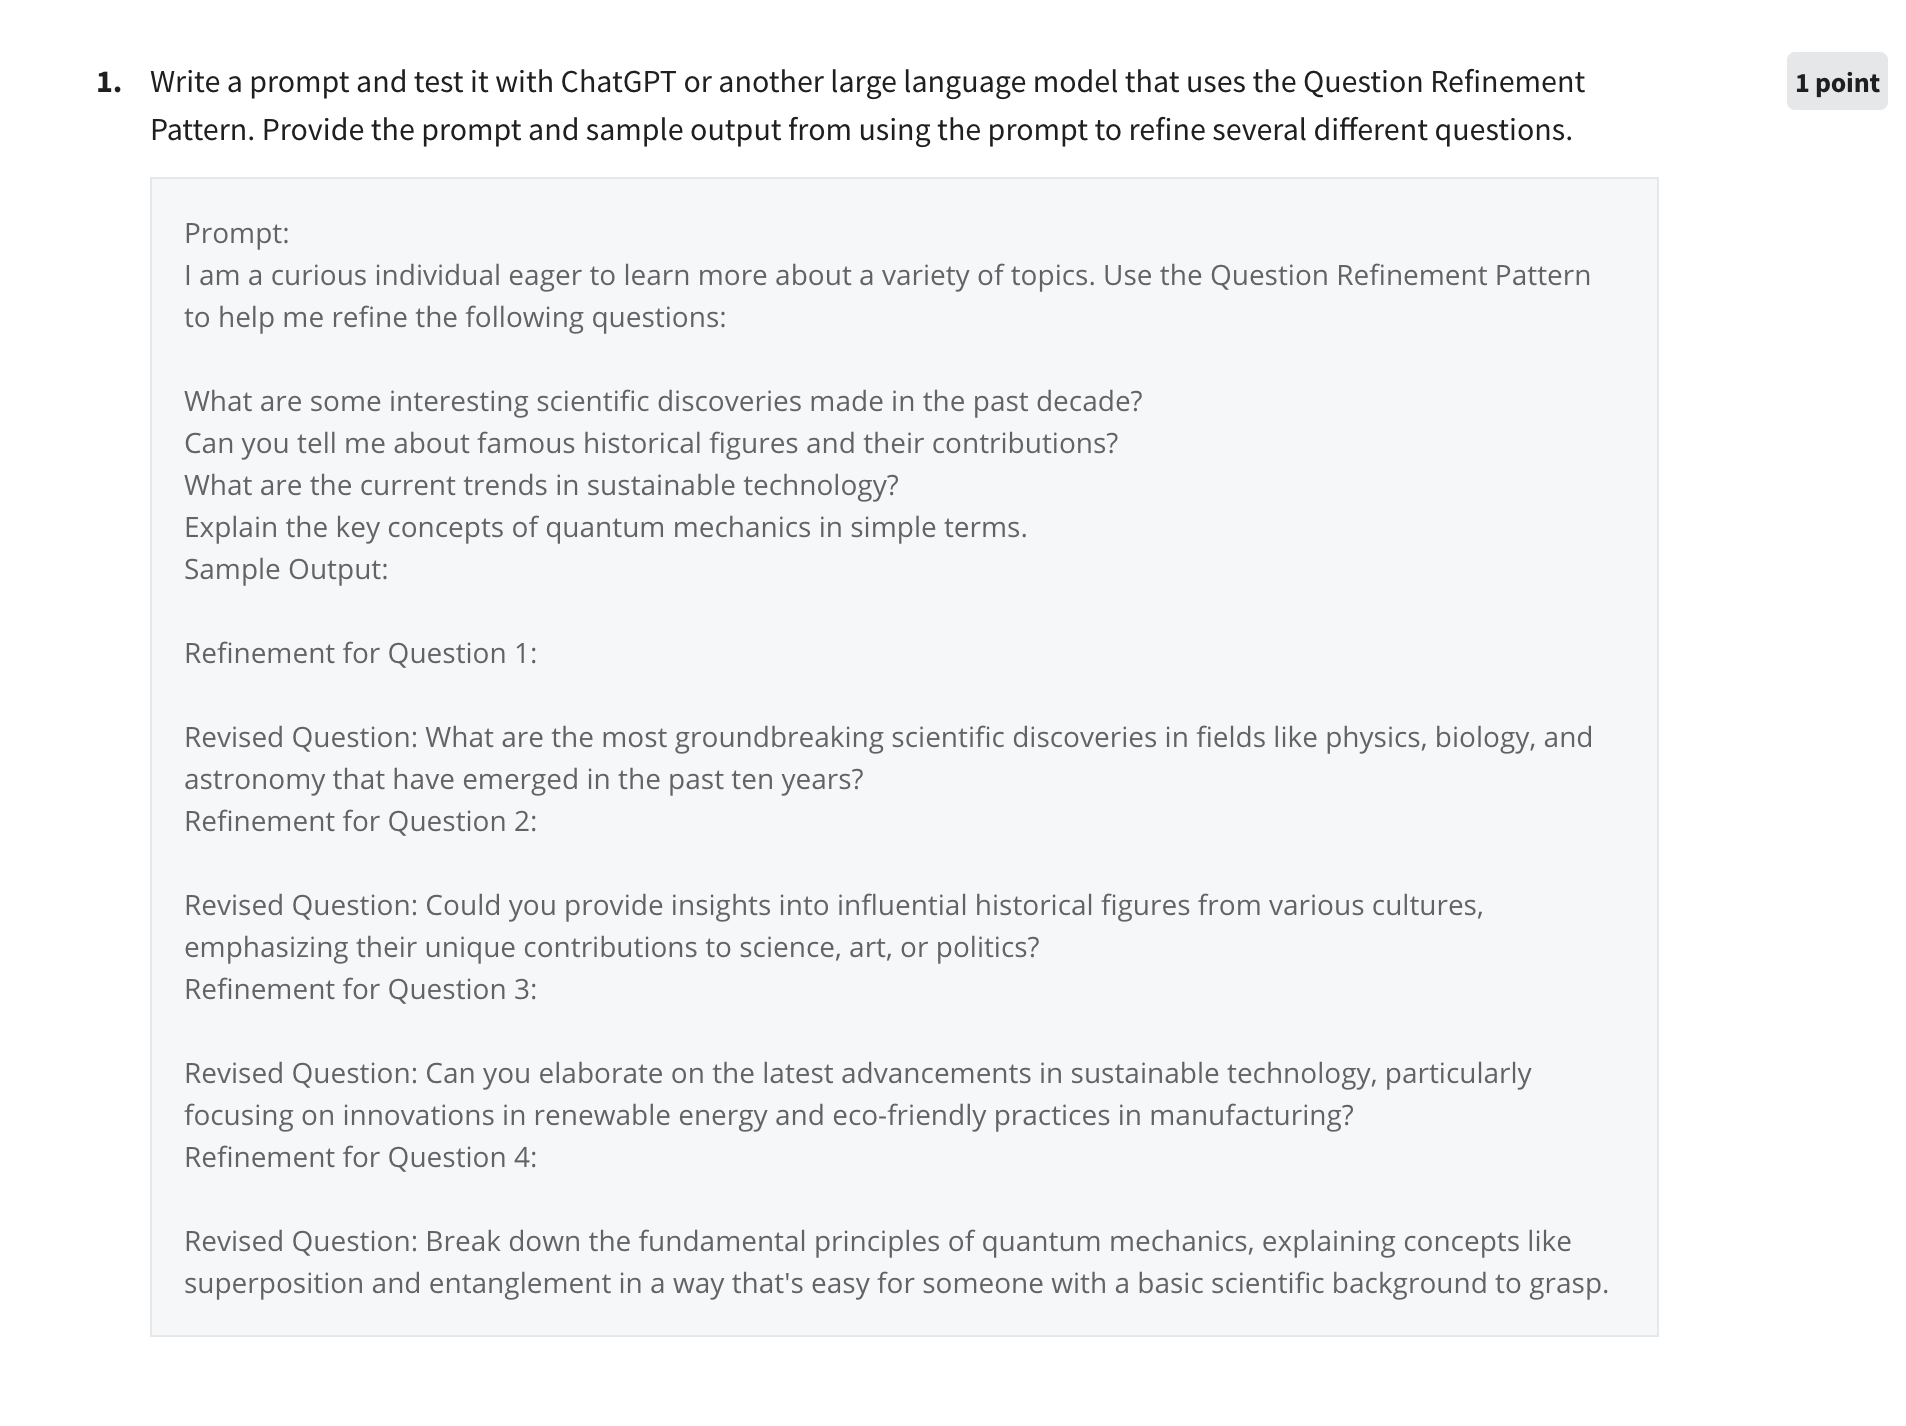 1. Write a prompt and test it with ChatGPT or another large language model that uses the Question Refinement
Pattern. Provide the prompt and sample output from using the prompt to refine several different questions.
1 point
Prompt:
I am a curious individual eager to learn more about a variety of topics. Use the Question Refinement Pattern
to help me refine the following questions:
What are some interesting scientific discoveries made in the past decade?
Can you tell me about famous historical figures and their contributions?
What are the current trends in sustainable technology?
Explain the key concepts of quantum mechanics in simple terms.
Sample Output:
Refinement for Question 1:
Revised Question: What are the most groundbreaking scientific discoveries in fields like physics, biology, and
astronomy that have emerged in the past ten years?
Refinement for Question 2:
Revised Question: Could you provide insights into influential historical figures from various cultures,
emphasizing their unique contributions to science, art, or politics?
Refinement for Question 3:
Revised Question: Can you elaborate on the latest advancements in sustainable technology, particularly
focusing on innovations in renewable energy and eco-friendly practices in manufacturing?
Refinement for Question 4:
Revised Question: Break down the fundamental principles of quantum mechanics, explaining concepts like
superposition and entanglement in a way that's easy for someone with a basic scientific background to grasp.